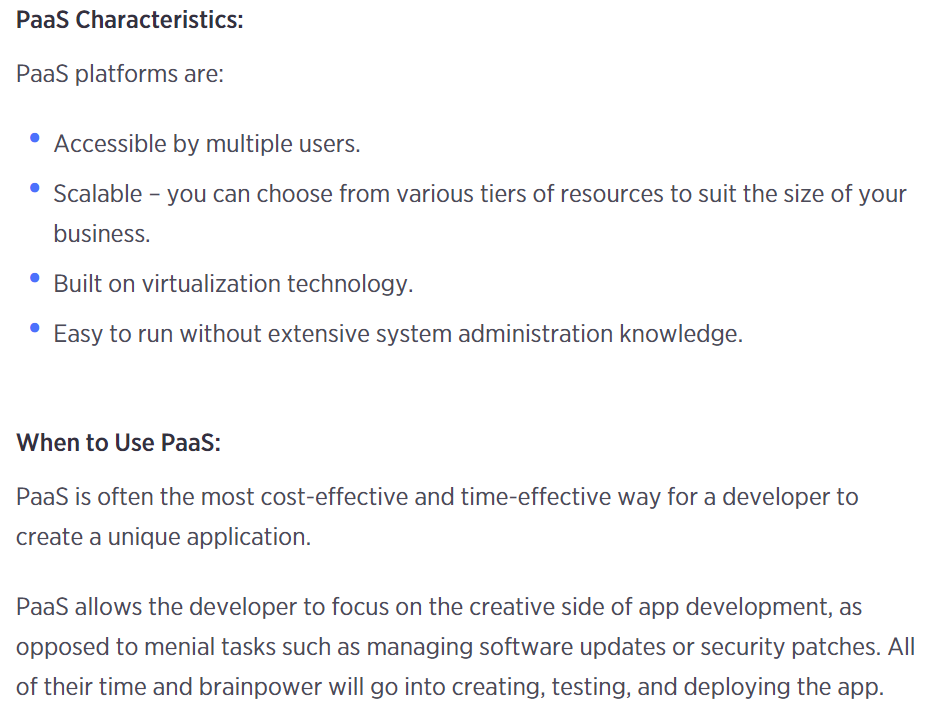 PaaS Characteristics:
PaaS platforms are:
Accessible by multiple users.
Scalable – you can choose from various tiers of resources to suit the size of your
business.
Built on virtualization technology.
Easy to run without extensive system administration knowledge.
When to Use PaaS:
PaaS is often the most cost-effective and time-effective way for a developer to
create a unique application.
PaaS allows the developer to focus on the creative side of app development, as
opposed to menial tasks such as managing software updates or security patches. All
of their time and brainpower will go into creating, testing, and deploying the app.